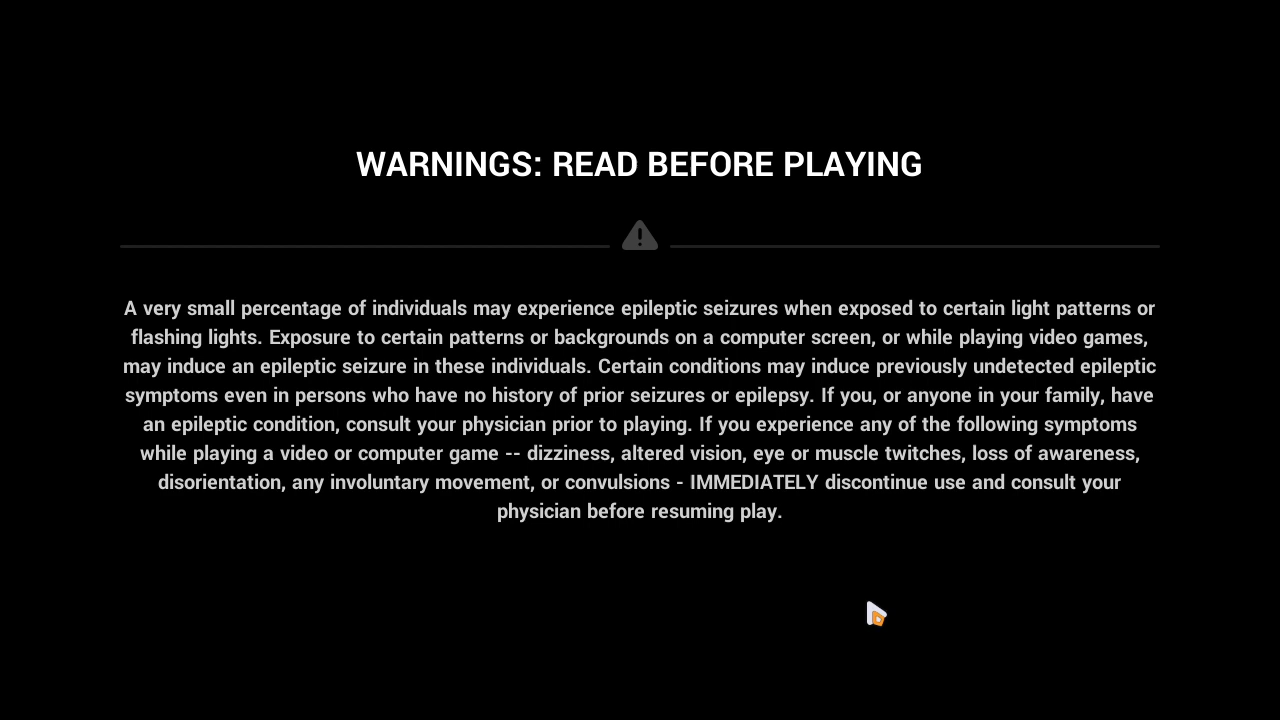 WARNINGS: READ BEFORE PLAYING
A very small percentage of individuals may experience epileptic seizures when exposed to certain light patterns or
flashing lights. Exposure to certain patterns or backgrounds on a computer screen, or while playing video games,
may induce an epileptic seizure in these individuals. Certain conditions may induce previously undetected epileptic
symptoms even in persons who have no history of prior seizures or epilepsy. If you, or anyone in your family, have
an epileptic condition, consult your physician prior to playing. If you experience any of the following symptoms
while playing a video or computer game -- dizziness, altered vision, eye or muscle twitches, loss of awareness,
disorientation, any involuntary movement, or convulsions - IMMEDIATELY discontinue use and consult your
physician before resuming play.